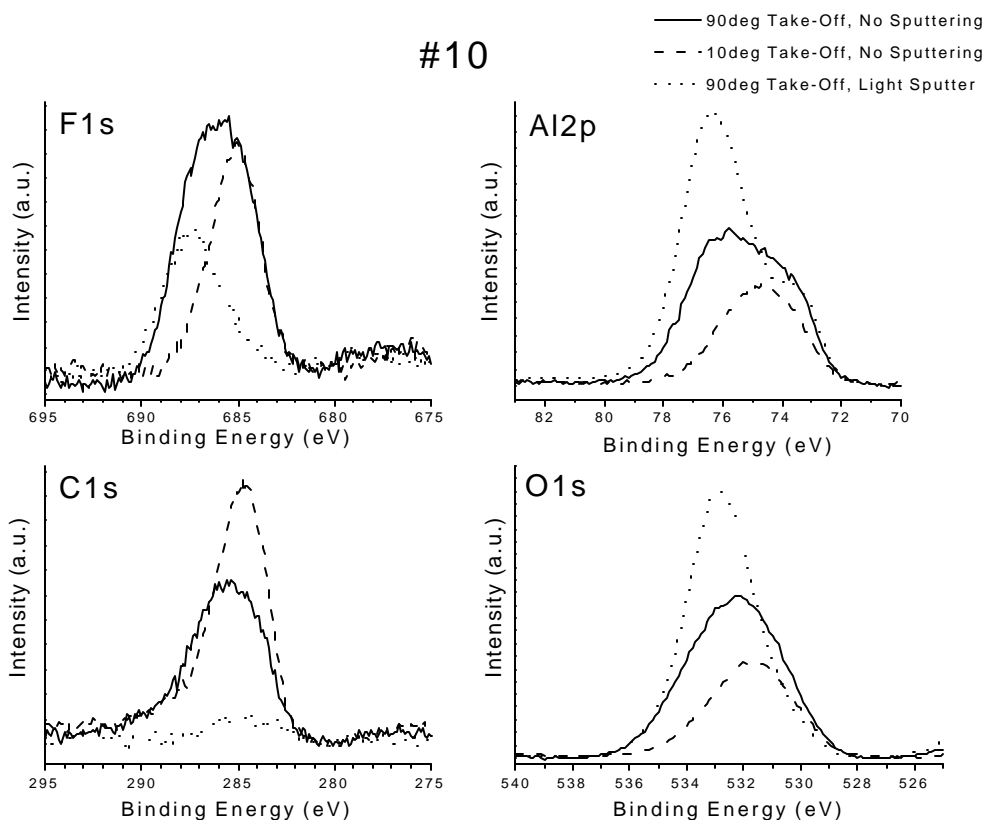 90deg Take-Off, No Sputtering
#10
10deg Take-Off, No Sputtering
90deg Take-Off, Light Sputter
F1s
Intensity (a.u.)
695 690 685 680 675
Binding Energy (eV)
Al2p
Intensity (a.u.)
82 80 78 76 74 72 70
Binding Energy (eV)
C1s
Intensity (a.u.)
295 290 285 280 275
Binding Energy (eV)
O1s
Intensity (a.u.)
540 538 536 534 532 530 528 526
Binding Energy (eV)